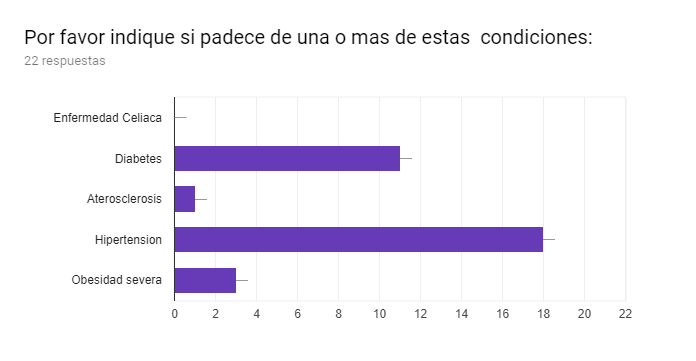 Por favor indique si padece de una o mas de estas  condiciones:
22 respuestas
Enfermedad Celiaca
Diabetes
Aterosclerosis
Hipertension
Obesidad severa
0 2 4 6 8 10 12 14 16 18 20 22